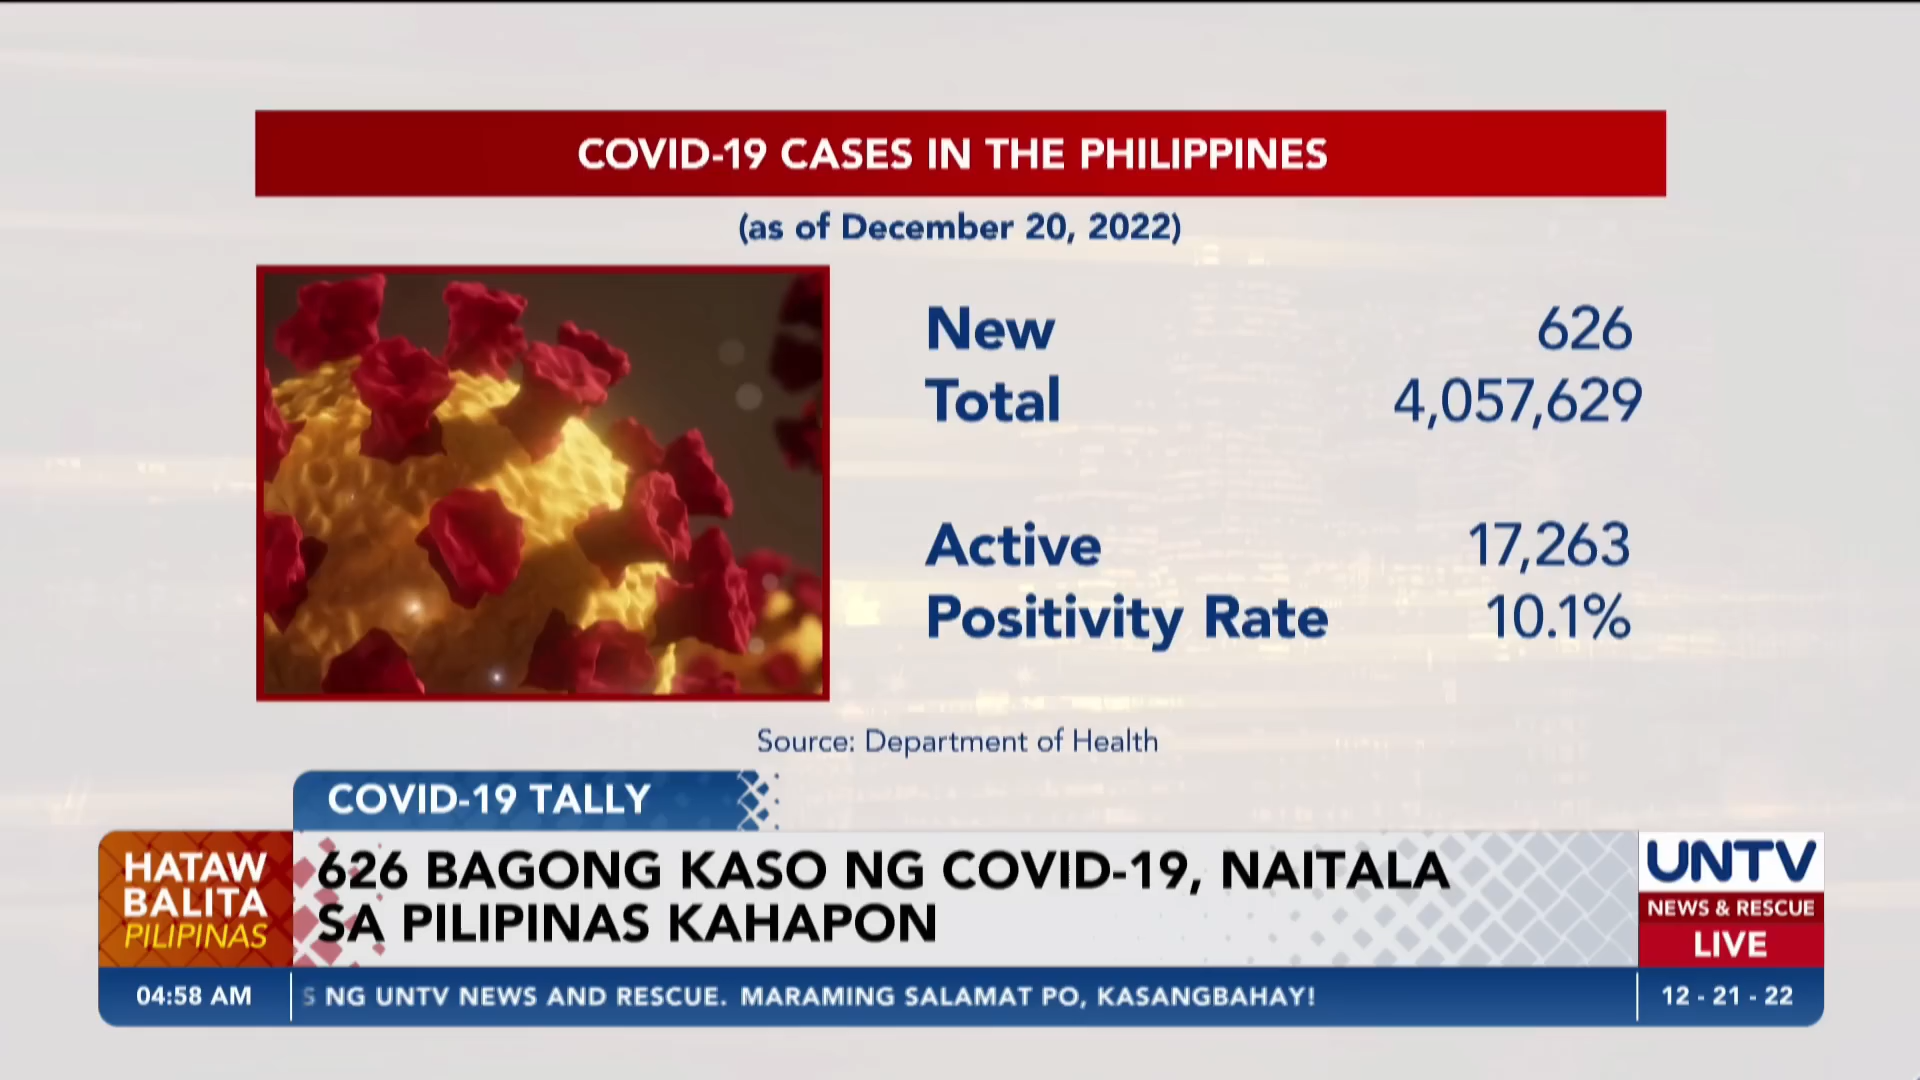 COVID-19 CASES IN THE PHILIPPINES
(as of December 20, 2022)
New 626
Total 4,057,629
Active 17,263
Positivity Rate 10.1%
Source: Department of Health
COVID-19 TALLY
HATAW
BALITA
PILIPINAS
626 BAGONG KASO NG COVID-19, NAITALA
SA PILIPINAS KAHAPON
UNTV
NEWS & RESCUE
LIVE
04:58 AM
NG UNTV NEWS AND RESCUE. MARAMING SALAMAT PO, KASANGBAHAY!
12 - 21 - 22